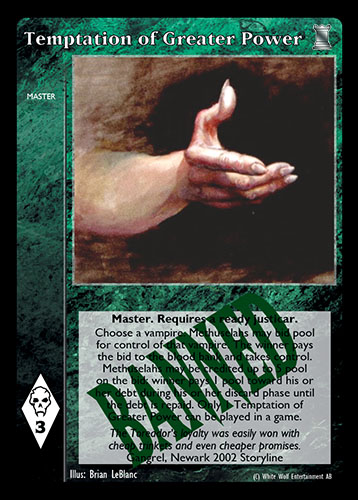 Temptation of Greater Power
MASTER
Master. Requires a ready Justicar.
Choose a vampire. Methuselahs may bid pool
for control of that vampire. The winner pays
the bid to the blood bank and takes control.
Methuselahs may be credited up to 5 pool
on the bid; winner pays 1 pool toward his or
her debt during his or her discard phase until
the debt is repaid. Only 1 Temptation of
Greater Power can be played in a game.
The Toreador's loyalty was easily won with
cheap trinkets and even cheaper promises.
Gangrel, Newark 2002 Storyline
BANNED
3
Illus: Brian LeBlanc
(C) White Wolf Entertainment AB